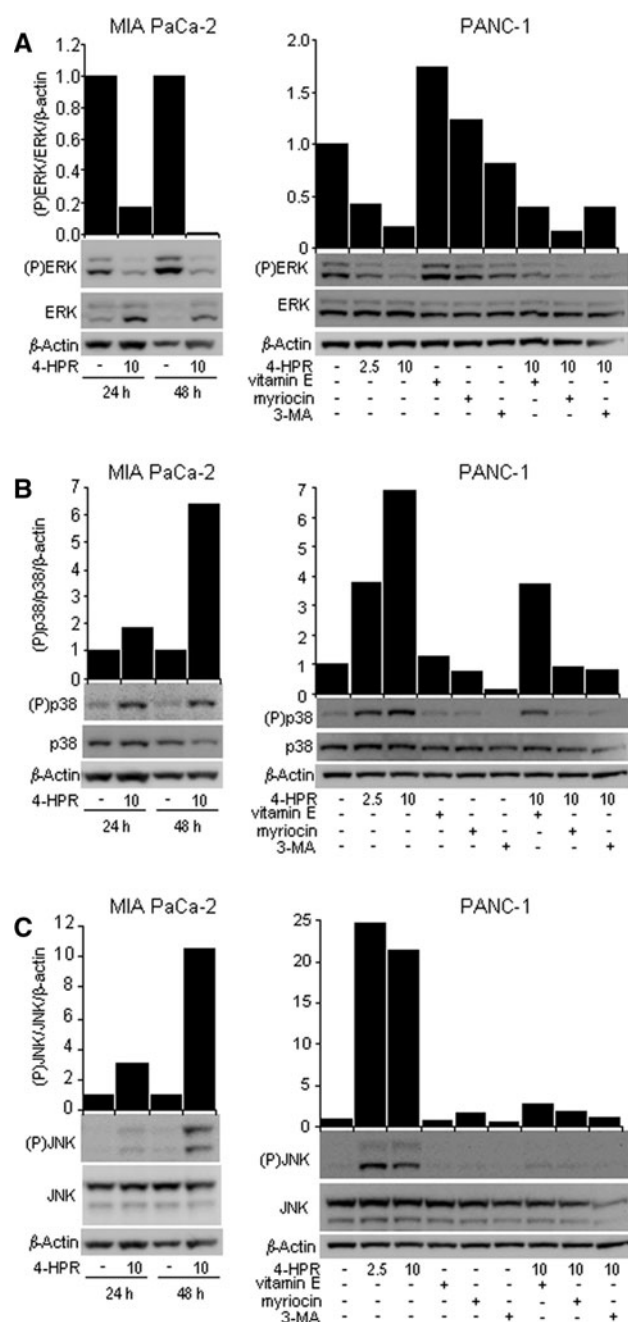 A
MIA PaCa-2
PANC-1
(P)ERK/ERK/β-actin
1.2
1.0
0.8
0.6
0.4
0.2
0.0
2.0
1.5
1.0
0.5
0
(P)ERK
ERK
β-Actin
4-HPR - 10 - 10
24 h 48 h
(P)ERK
ERK
β-Actin
4-HPR - 2.5 10 - - - 10 10 10
vitamin E - - - + - - + - -
myriocin - - - - + - - + -
3-MA - - - - - + - - +
B
MIA PaCa-2
PANC-1
(P)p38/p38/β-actin
7
6
5
4
3
2
1
0
7
6
5
4
3
2
1
0
(P)p38
p38
β-Actin
4-HPR - 10 - 10
24 h 48 h
(P)p38
p38
β-Actin
4-HPR - 2.5 10 - - - 10 10 10
vitamin E - - - + - - + - -
myriocin - - - - + - - + -
3-MA - - - - - + - - +
C
MIA PaCa-2
PANC-1
(P)JNK/JNK/β-actin
12
10
8
6
4
2
0
25
20
15
10
5
0
(P)JNK
JNK
β-Actin
4-HPR - 10 - 10
24 h 48 h
(P)JNK
JNK
β-Actin
4-HPR - 2.5 10 - - - 10 10 10
vitamin E - - - + - - + - -
myriocin - - - - + - - + -
3-MA - - - - - + - - +